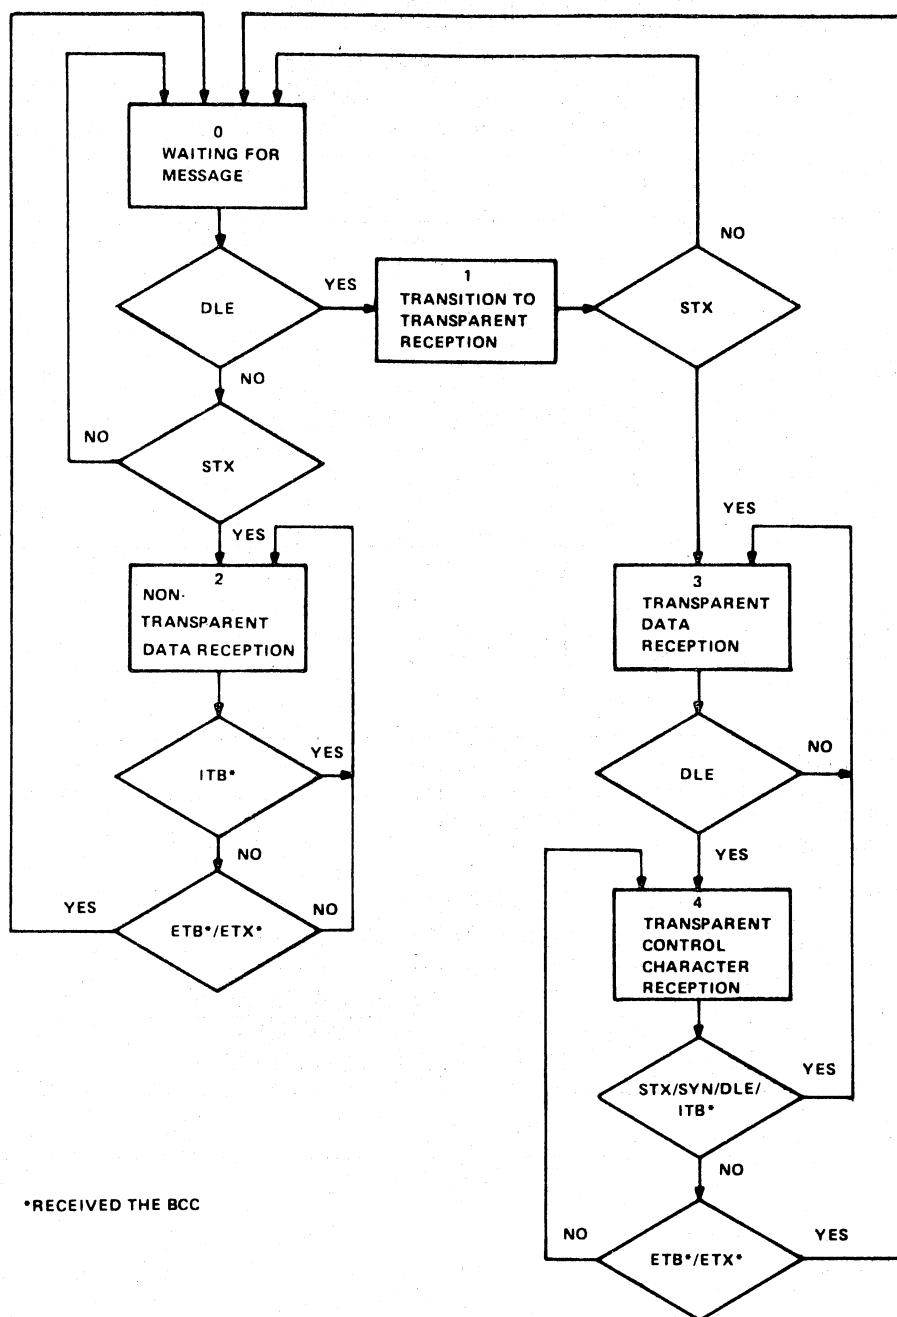 0
WAITING FOR
MESSAGE
NO
DLE
YES
1
TRANSITION TO
TRANSPARENT
RECEPTION
STX
NO
NO
STX
YES
YES
2
NON-
TRANSPARENT
DATA RECEPTION
3
TRANSPARENT
DATA
RECEPTION
ITB*
YES
DLE
NO
NO
YES
YES
ETB*/ETX*
NO
4
TRANSPARENT
CONTROL
CHARACTER
RECEPTION
STX/SYN/DLE/
ITB*
YES
NO
*RECEIVED THE BCC
NO
ETB*/ETX*
YES